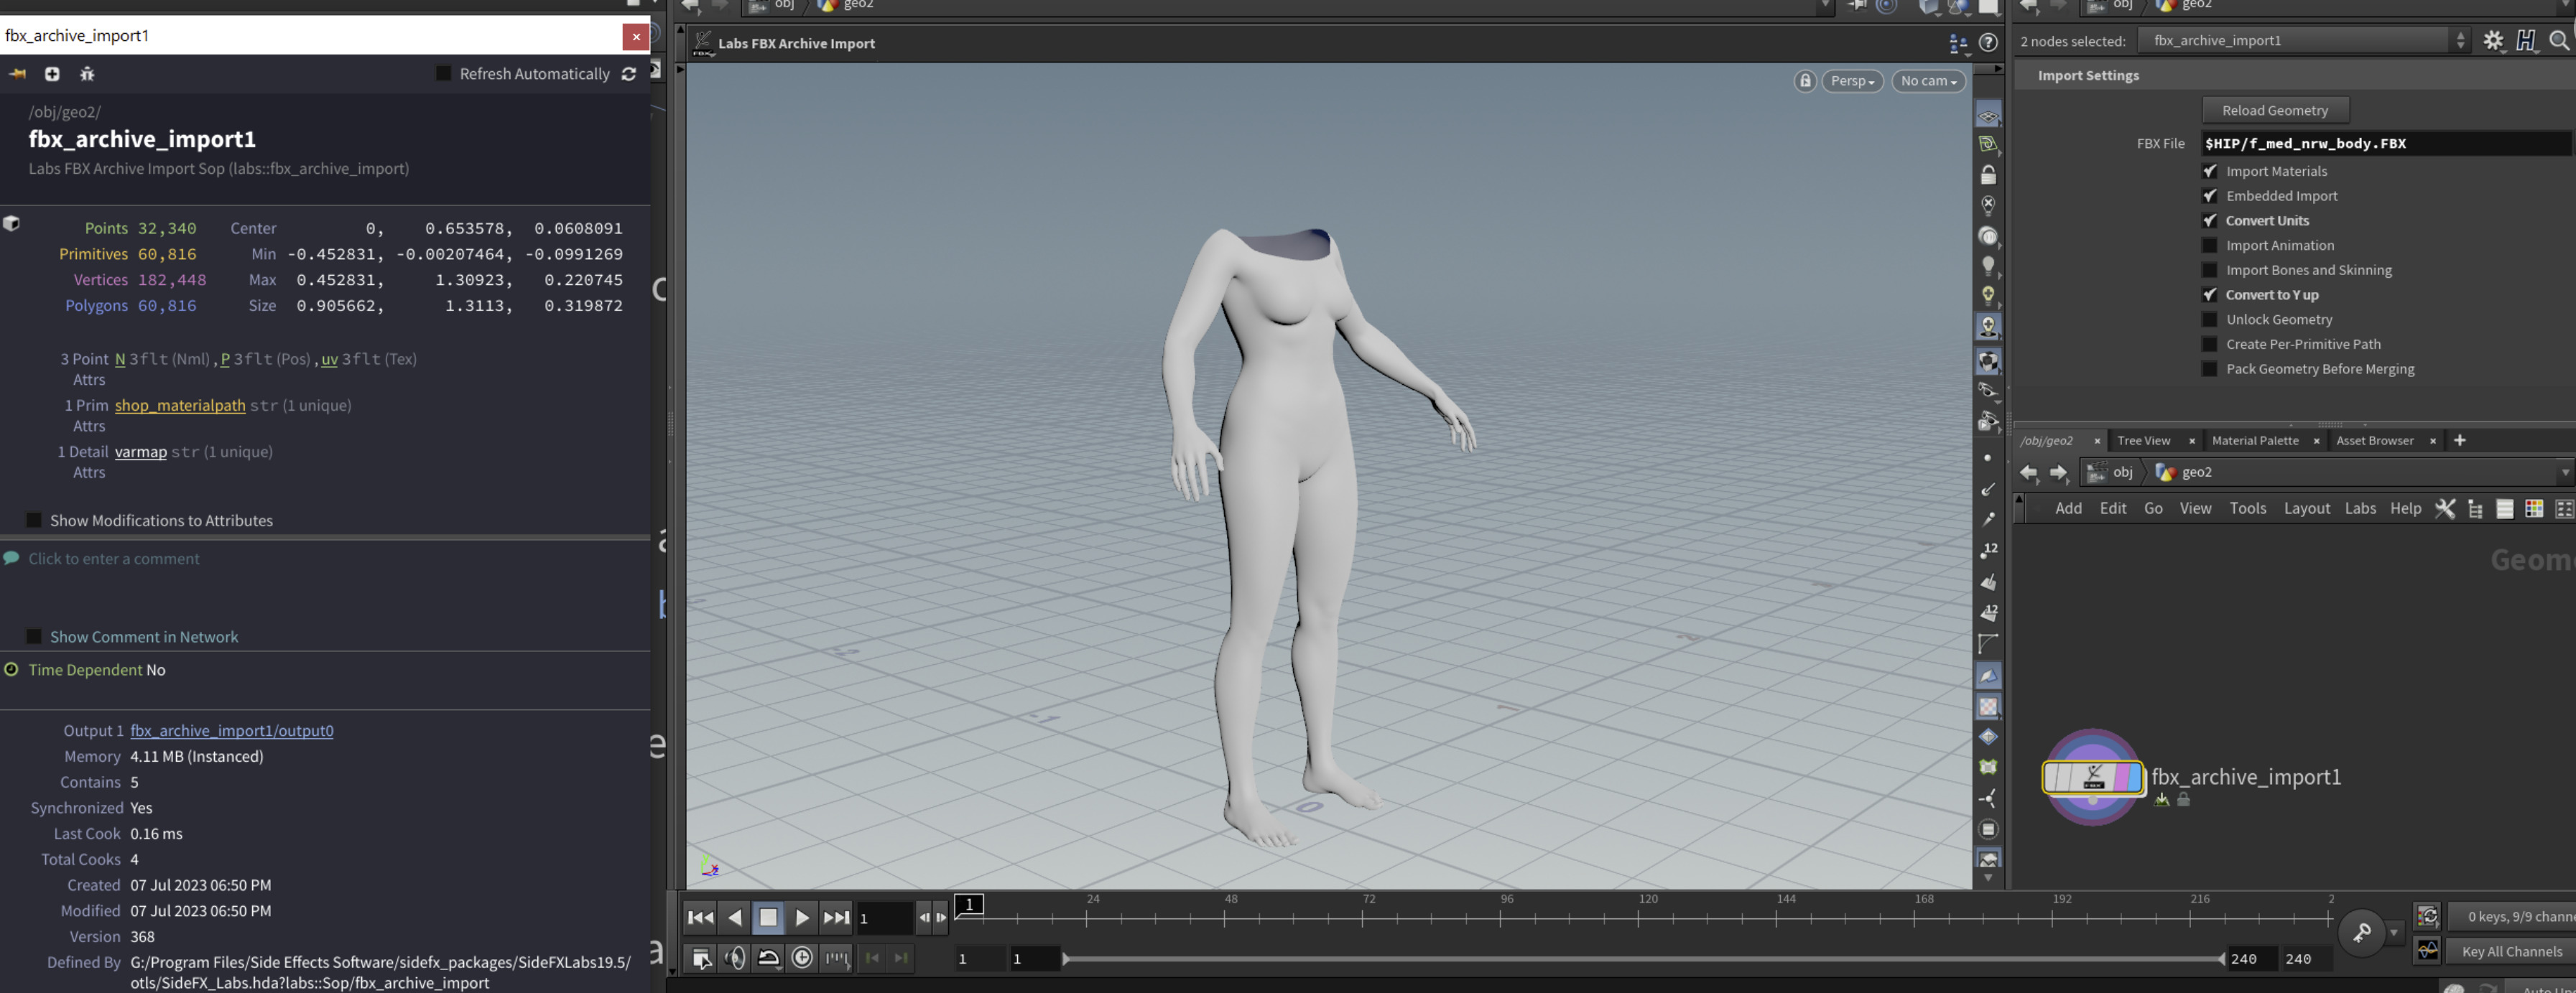 fbx_archive_import1
Refresh Automatically
/obj/geo2/
fbx_archive_import1
Labs FBX Archive Import Sop (labs::fbx_archive_import)
Points 32,340 Center 0, 0.653578, 0.0608091
Primitives 60,816 Min -0.452831, -0.00207464, -0.0991269
Vertices 182,448 Max 0.452831, 1.30923, 0.220745
Polygons 60,816 Size 0.905662, 1.3113, 0.319872
3 Point N 3flt (Nml) , P 3flt (Pos) , uv 3flt (Tex)
Attrs
1 Prim shop_materialpath str (1 unique)
Attrs
1 Detail varmap str (1 unique)
Attrs
Show Modifications to Attributes
Click to enter a comment
Show Comment in Network
Time Dependent No
Output 1 fbx_archive_import1/output0
Memory 4.11 MB (Instanced)
Contains 5
Synchronized Yes
Last Cook 0.16 ms
Total Cooks 4
Created 07 Jul 2023 06:50 PM
Modified 07 Jul 2023 06:50 PM
Version 368
Defined By G:/Program Files/Side Effects Software/sidefx_packages/SideFXLabs19.5/
otls/SideFX_Labs.hda?labs::Sop/fbx_archive_import
obj geo2
Labs FBX Archive Import
Persp
No cam
12
12
1
1
24 48 72 96 120 144 168 192 216 2
1 1 240 240
obj geo2
2 nodes selected: fbx_archive_import1
Import Settings
Reload Geometry
FBX File $HIP/f_med_nrw_body.FBX
Import Materials
Embedded Import
Convert Units
Import Animation
Import Bones and Skinning
Convert to Y up
Unlock Geometry
Create Per-Primitive Path
Pack Geometry Before Merging
/obj/geo2 × Tree View × Material Palette × Asset Browser × +
obj geo2
Add Edit Go View Tools Layout Labs Help
Geom
fbx_archive_import1
0 keys, 9/9 chann
Key All Channels